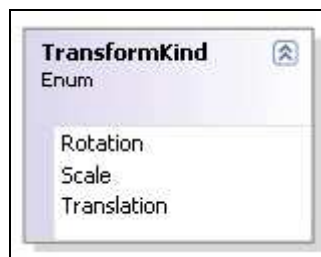 TransformKind
Enum
Rotation
Scale
Translation